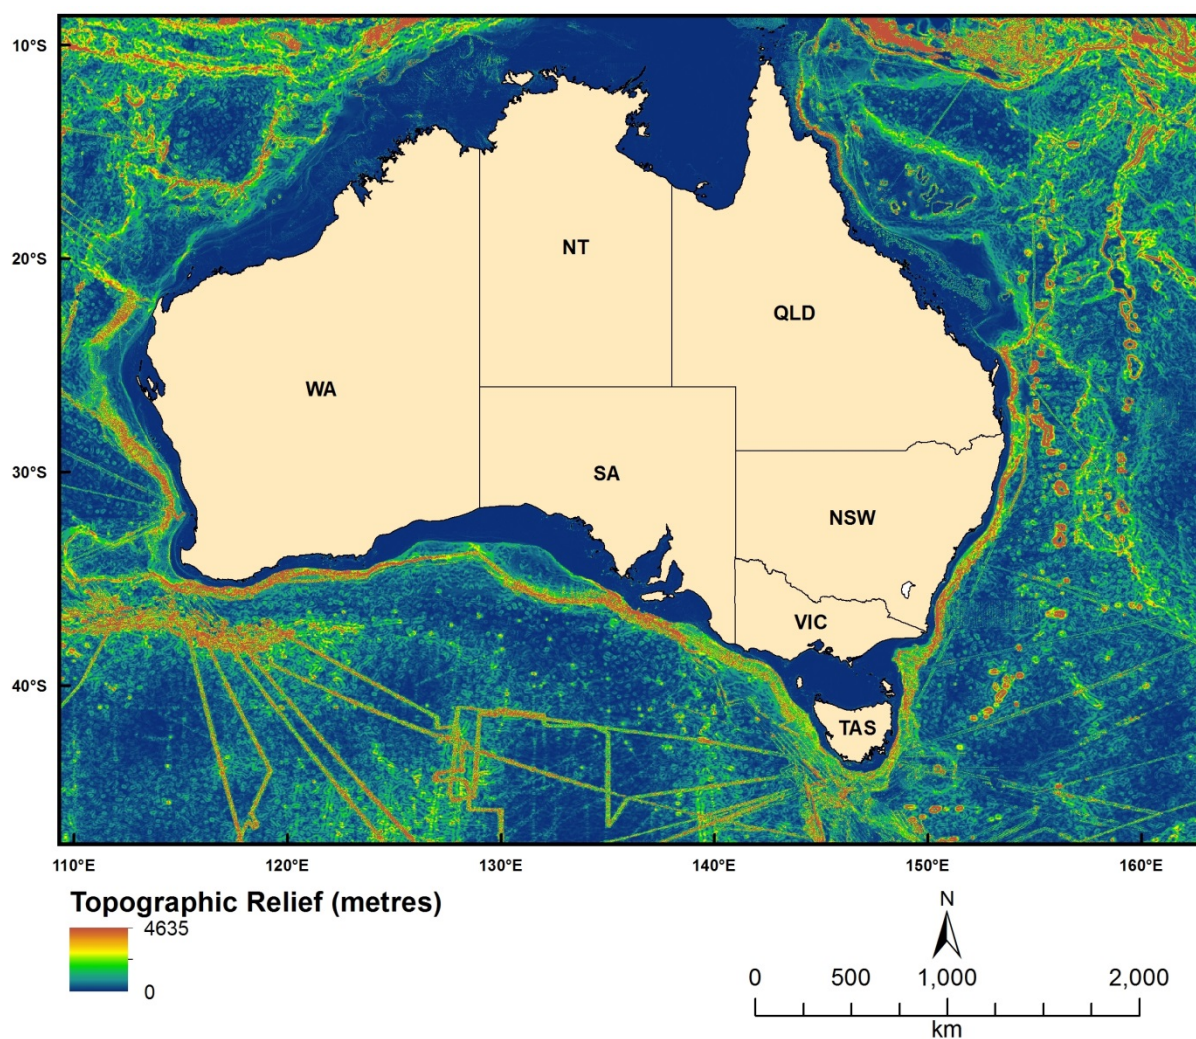 10°S
NT
20°S
QLD
WA
30°S
SA
NSW
VIC
40°S
TAS
110°E 120°E 130°E 140°E 150°E 160°E
Topographic Relief (metres)
4635
0
N
0 500 1,000 2,000
km